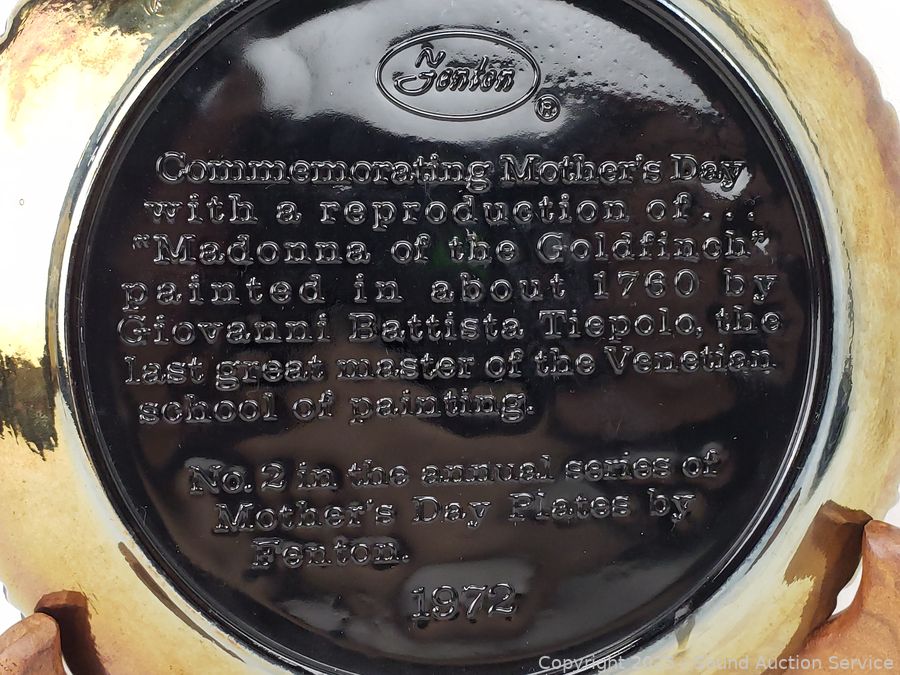 Fenton
®
Commemorating Mother's Day
with a reproduction of...
"Madonna of the Goldfinch"
painted in about 1760 by
Giovanni Battista Tiepolo, the
last great master of the Venetian
school of painting.
No. 2 in the annual series of
Mother's Day Plates by
Fenton.
1972
Copyright Sound Auction Service